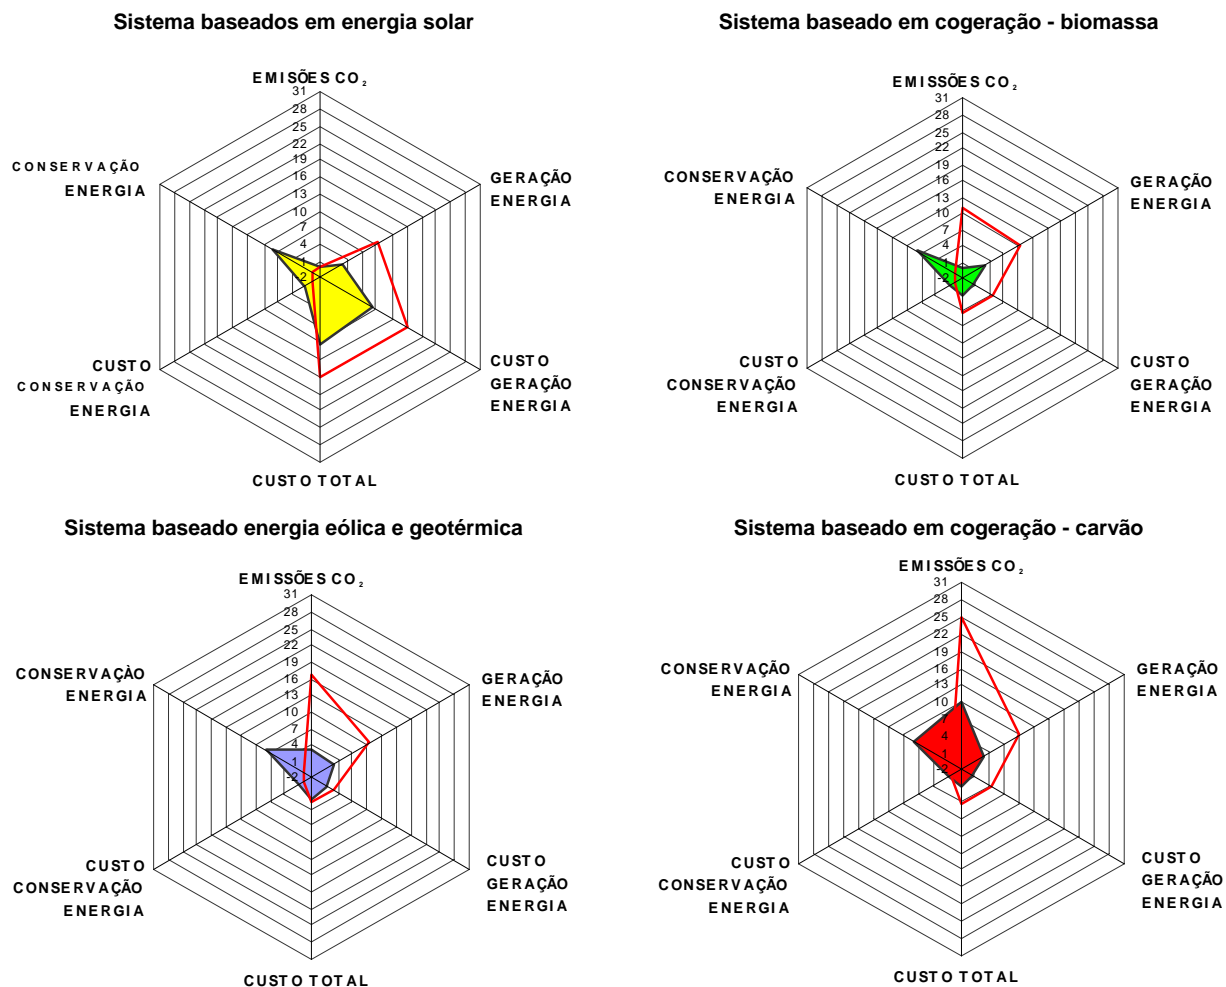 Sistema baseados em energia solar
EMISÕES CO₂
31
28
25
22
19
16
13
10
7
4
1
-2
CONSERVAÇÃO
ENERGIA
GERAÇÃO
ENERGIA
CUSTO
CONSERVAÇÃO
ENERGIA
CUSTO
GERAÇÃO
ENERGIA
CUSTO TOTAL
Sistema baseado em cogeração - biomassa
EMISSÕES CO₂
31
28
25
22
19
16
13
10
7
4
1
-2
CONSERVAÇÃO
ENERGIA
GERAÇÃO
ENERGIA
CUSTO
CONSERVAÇÃO
ENERGIA
CUSTO
GERAÇÃO
ENERGIA
CUSTO TOTAL
Sistema baseado energia eólica e geotérmica
EMISSÕES CO₂
31
28
25
22
19
16
13
10
7
4
1
-2
CONSERVAÇÀO
ENERGIA
GERAÇÃO
ENERGIA
CUSTO
CONSERVAÇÃO
ENERGIA
CUSTO
GERAÇÃO
ENERGIA
CUSTO TOTAL
Sistema baseado em cogeração - carvão
EMISSÕES CO₂
31
28
25
22
19
16
13
10
7
4
1
-2
CONSERVAÇÃO
ENERGIA
GERAÇÃO
ENERGIA
CUSTO
CONSERVAÇÃO
ENERGIA
CUSTO
GERAÇÃO
ENERGIA
CUSTO TOTAL